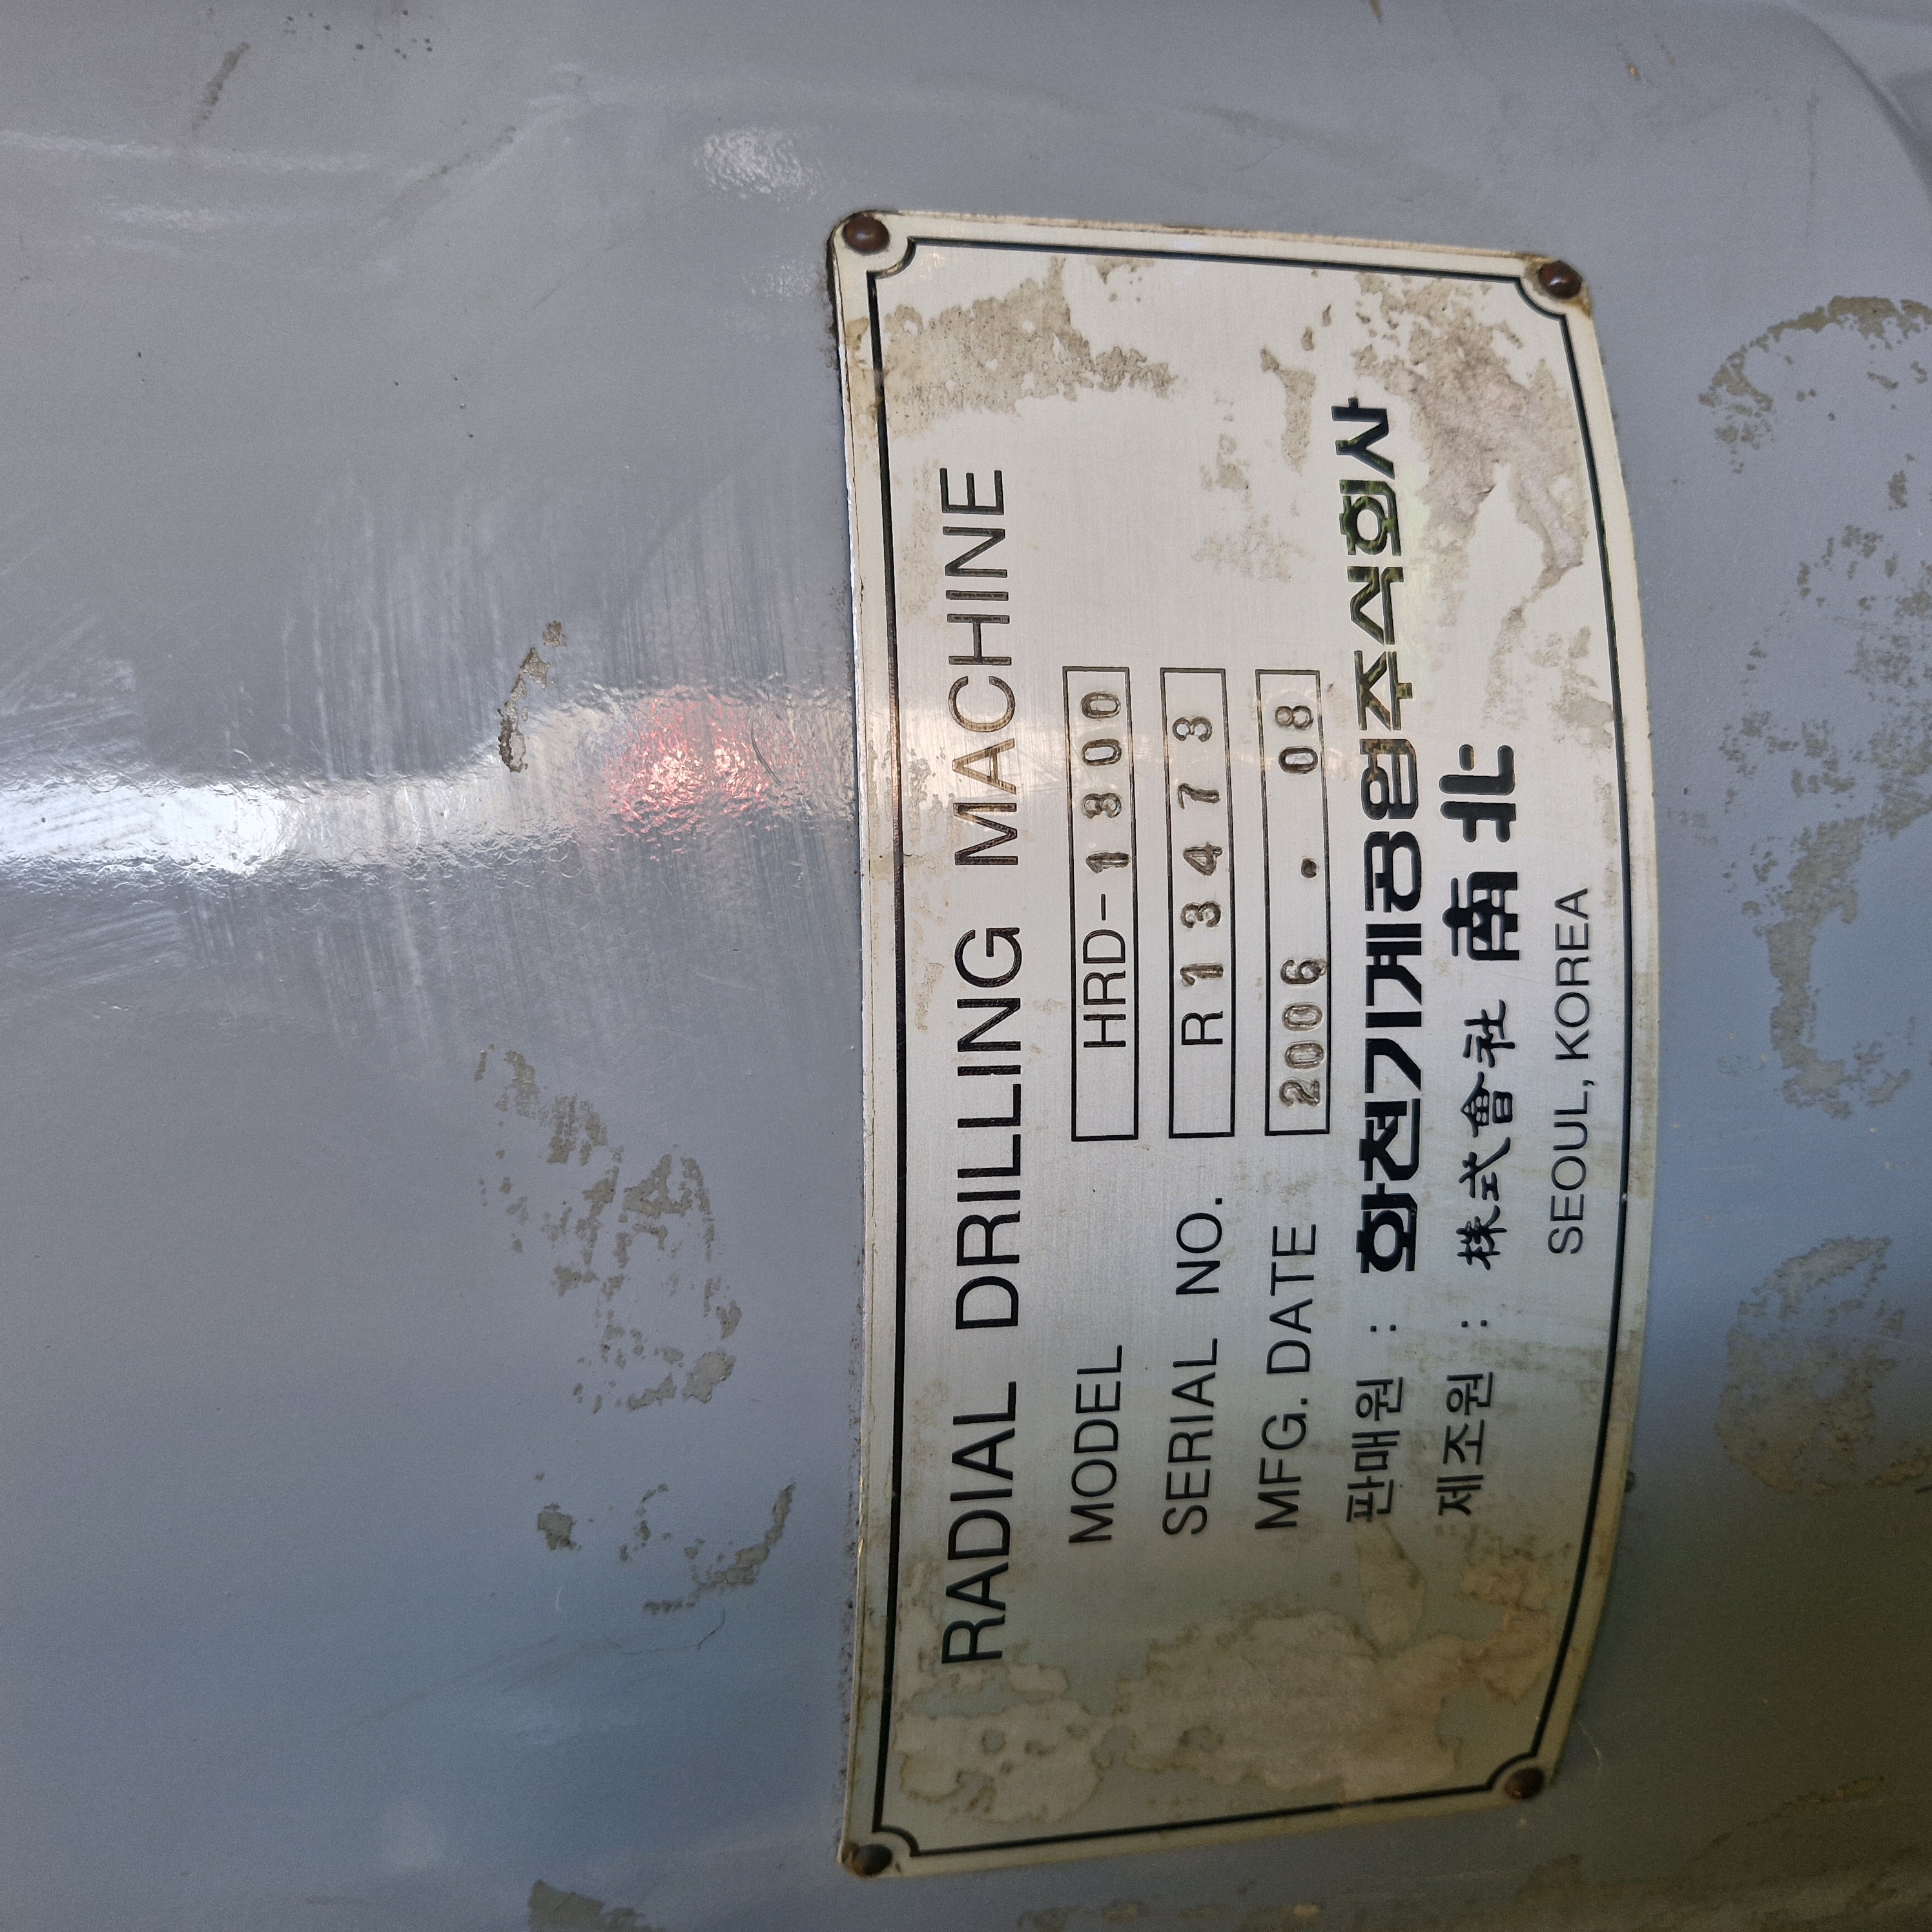 RADIAL DRILLING MACHINE
MODEL HRD-1300
SERIAL NO. R 13478
MFG. DATE 2006 . 08
판매원 : 화천기계공업주식회사
제조원 : 株式會社 南北
SEOUL, KOREA